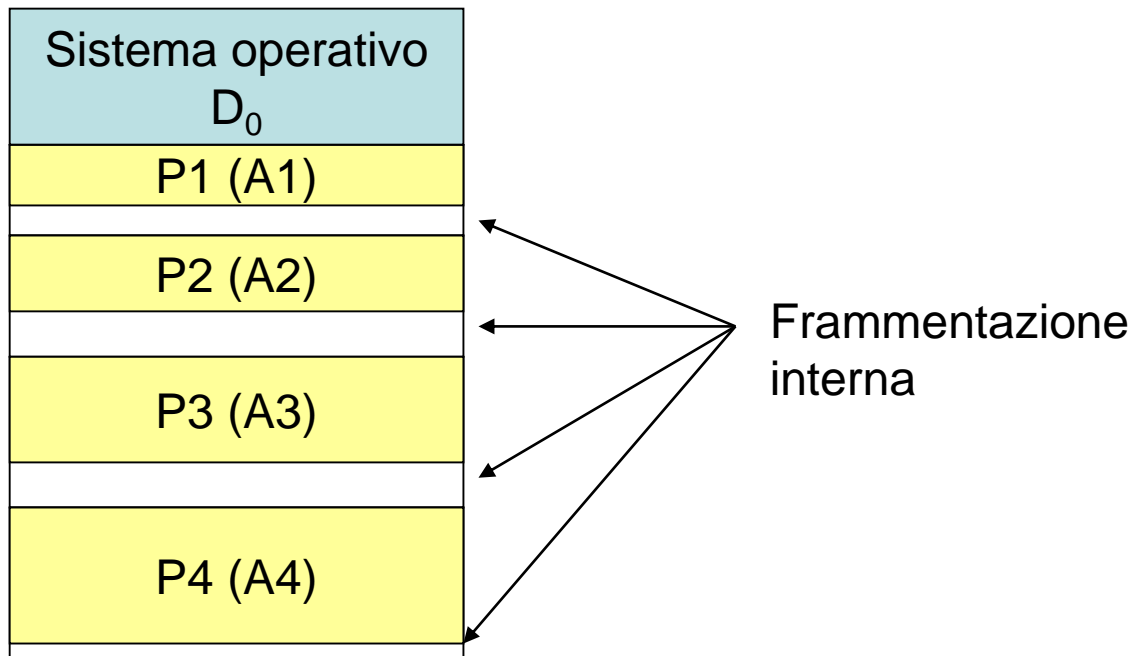 Sistema operativo
D₀
P1 (A1)
P2 (A2)
P3 (A3)
P4 (A4)
Frammentazione
interna